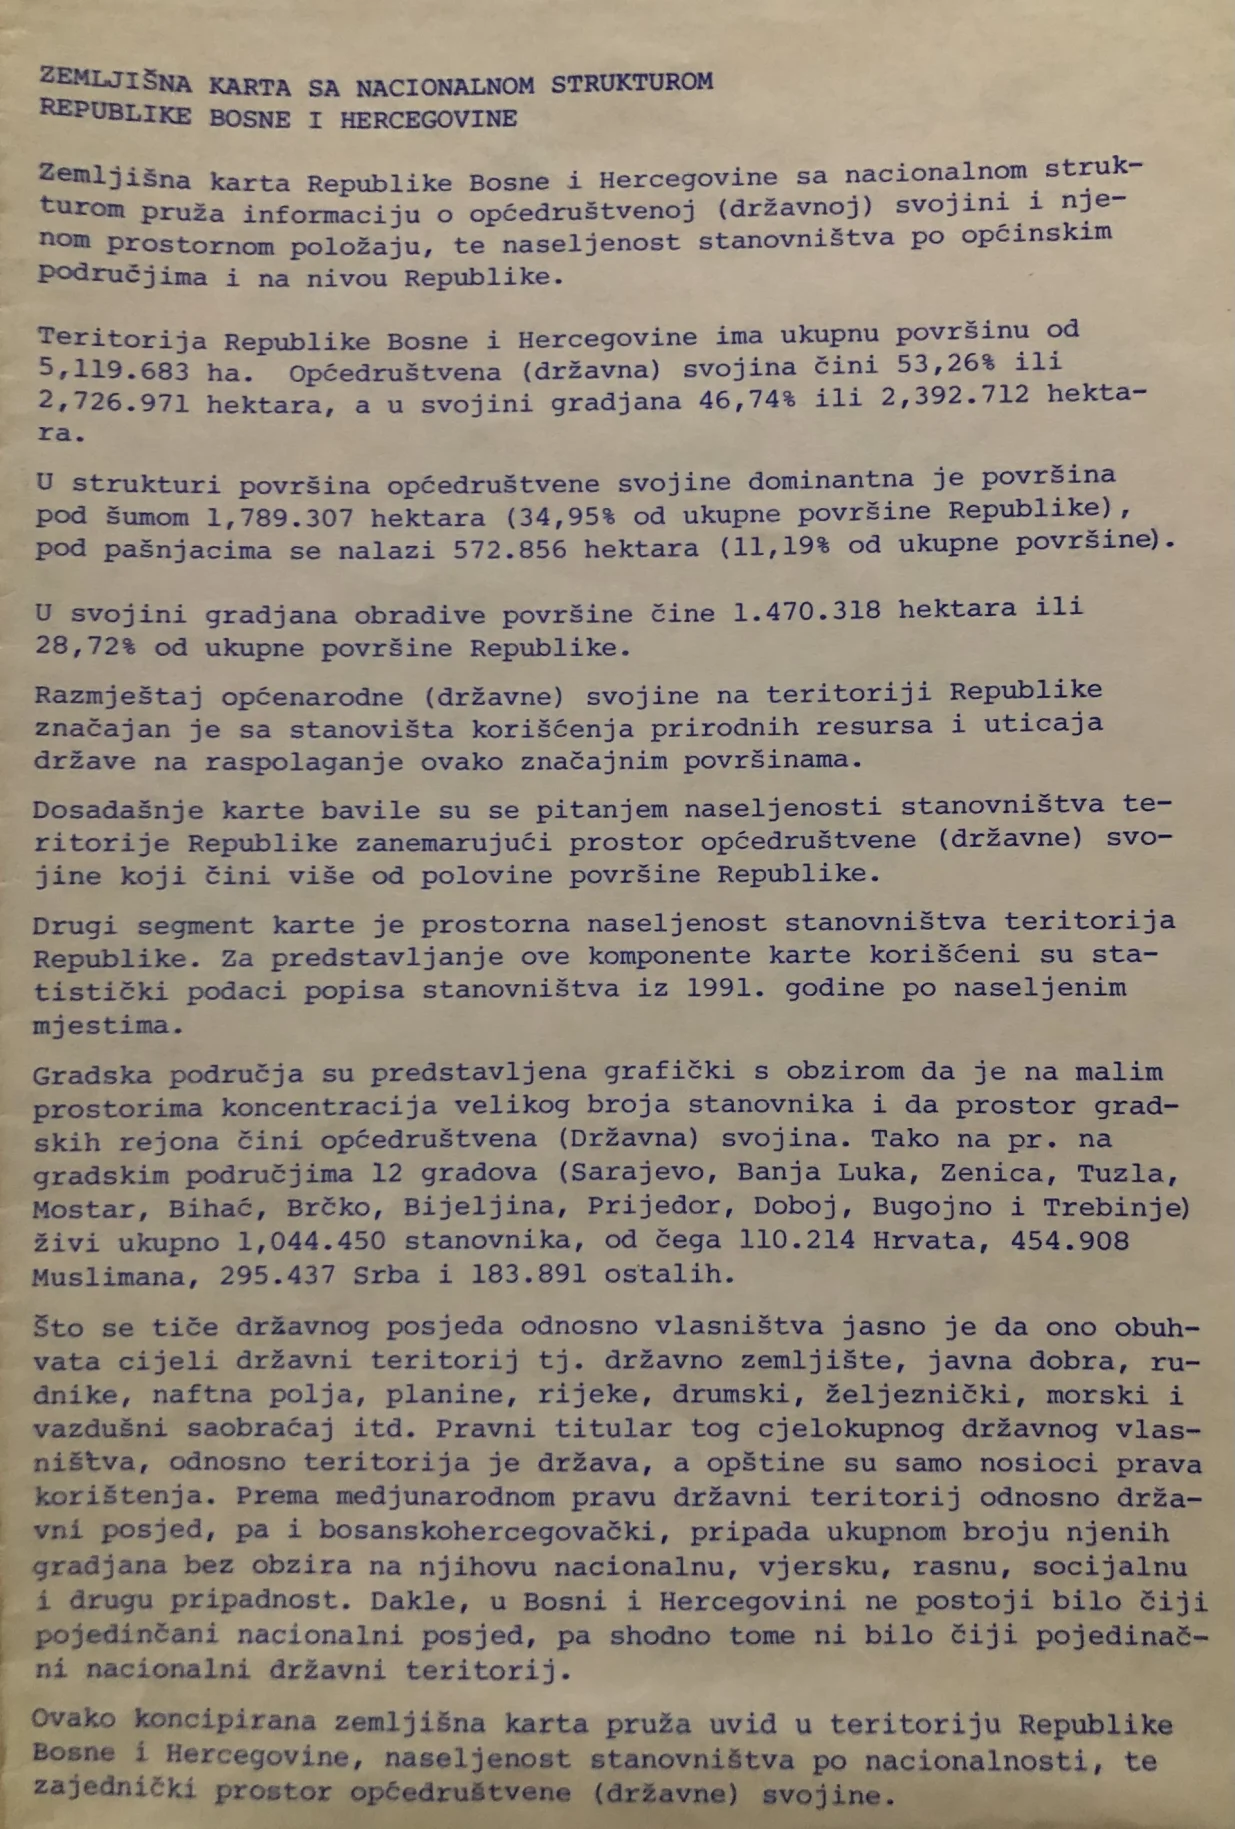 ZEMLJIŠNA KARTA SA NACIONALNOM STRUKTUROM
REPUBLIKE BOSNE I HERCEGOVINE
Zemljišna karta Republike Bosne i Hercegovine sa nacionalnom struk-
turom pruža informaciju o općedruštvenoj (državnoj) svojini i nje-
nom prostornom položaju, te naseljenost stanovništva po općinskim
područjima i na nivou Republike.
Teritorija Republike Bosne i Hercegovine ima ukupnu površinu od
5,119.683 ha. Općedruštvena (državna) svojina čini 53,26% ili
2,726.971 hektara, a u svojini gradjana 46,74% ili 2,392.712 hekta-
ra.
U strukturi površina općedruštvene svojine dominantna je površina
pod šumom 1,789.307 hektara (34,95% od ukupne površine Republike),
pod pašnjacima se nalazi 572.856 hektara (11,19% od ukupne površine).
U svojini gradjana obradive površine čine 1.470.318 hektara ili
28,72% od ukupne površine Republike.
Razmještaj općenarodne (državne) svojine na teritoriji Republike
značajan je sa stanovišta korišćenja prirodnih resursa i uticaja
države na raspolaganje ovako značajnim površinama.
Dosadašnje karte bavile su se pitanjem naseljenosti stanovništva te-
ritorije Republike zanemarujući prostor općedruštvene (državne) svo-
jine koji čini više od polovine površine Republike.
Drugi segment karte je prostorna naseljenost stanovništva teritorija
Republike. Za predstavljanje ove komponente karte korišćeni su sta-
tistički podaci popisa stanovništva iz 1991. godine po naseljenim
mjestima.
Gradska područja su predstavljena grafički s obzirom da je na malim
prostorima koncentracija velikog broja stanovnika i da prostor grad-
skih rejona čini općedruštvena (Državna) svojina. Tako na pr. na
gradskim područjima 12 gradova (Sarajevo, Banja Luka, Zenica, Tuzla,
Mostar, Bihać, Brčko, Bijeljina, Prijedor, Doboj, Bugojno i Trebinje)
živi ukupno 1,044.450 stanovnika, od čega 110.214 Hrvata, 454.908
Muslimana, 295.437 Srba i 183.891 ostalih.
Što se tiče državnog posjeda odnosno vlasništva jasno je da ono obuh-
vata cijeli državni teritorij tj. državno zemljište, javna dobra, ru-
dnike, naftna polja, planine, rijeke, drumski, željeznički, morski i
vazdušni saobraćaj itd. Pravni titular tog cjelokupnog državnog vlas-
ništva, odnosno teritorija je država, a opštine su samo nosioci prava
korištenja. Prema medjunarodnom pravu državni teritorij odnosno drža-
vni posjed, pa i bosanskohercegovački, pripada ukupnom broju njenih
gradjana bez obzira na njihovu nacionalnu, vjersku, rasnu, socijalnu
i drugu pripadnost. Dakle, u Bosni i Hercegovini ne postoji bilo čiji
pojedinčani nacionalni posjed, pa shodno tome ni bilo čiji pojedinač-
ni nacionalni državni teritorij.
Ovako koncipirana zemljišna karta pruža uvid u teritoriju Republike
Bosne i Hercegovine, naseljenost stanovništva po nacionalnosti, te
zajednički prostor općedruštvene (državne) svojine.